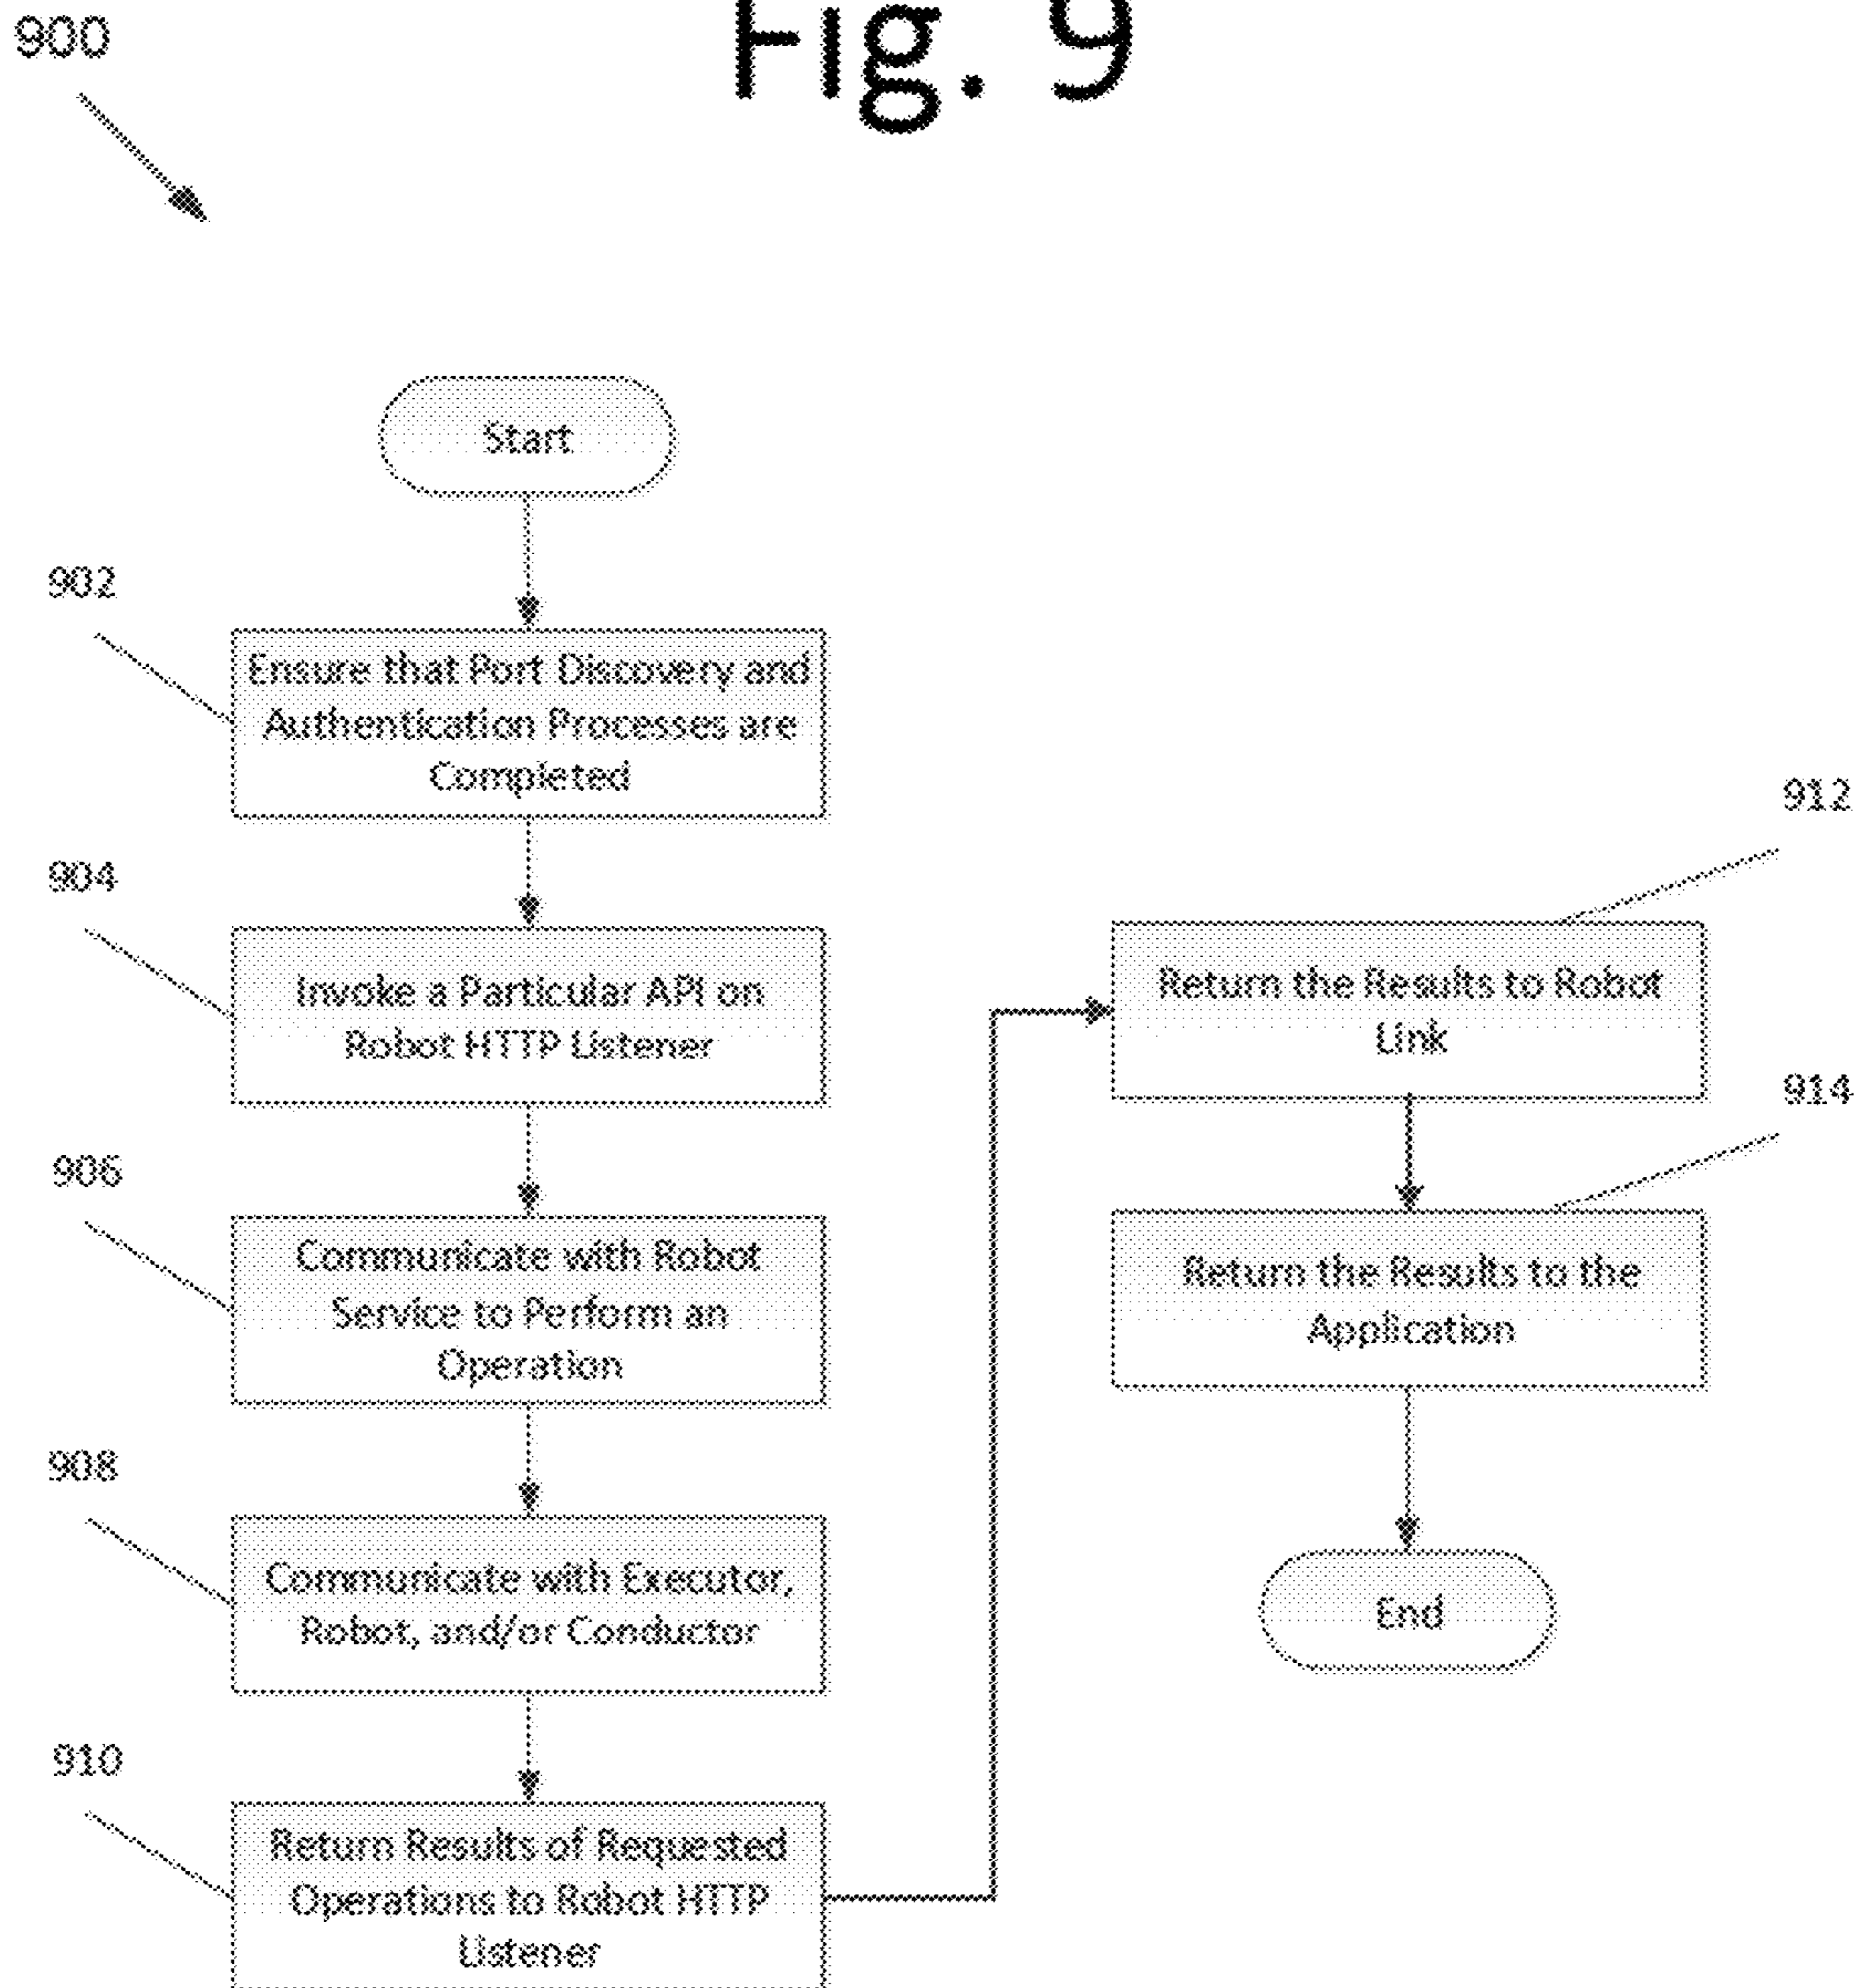 900
Fig. 9
Start
902
Ensure that Port Discovery and
Authentication Processes are
Completed
904
Invoke a Particular API on
Robot HTTP Listener
906
Communicate with Robot
Service to Perform an
Operation
908
Communicate with Executor,
Robot, and/or Conductor
910
Return Results of Requested
Operations to Robot HTTP
Listener
912
Return the Results to Robot
Link
914
Return the Results to the
Application
End